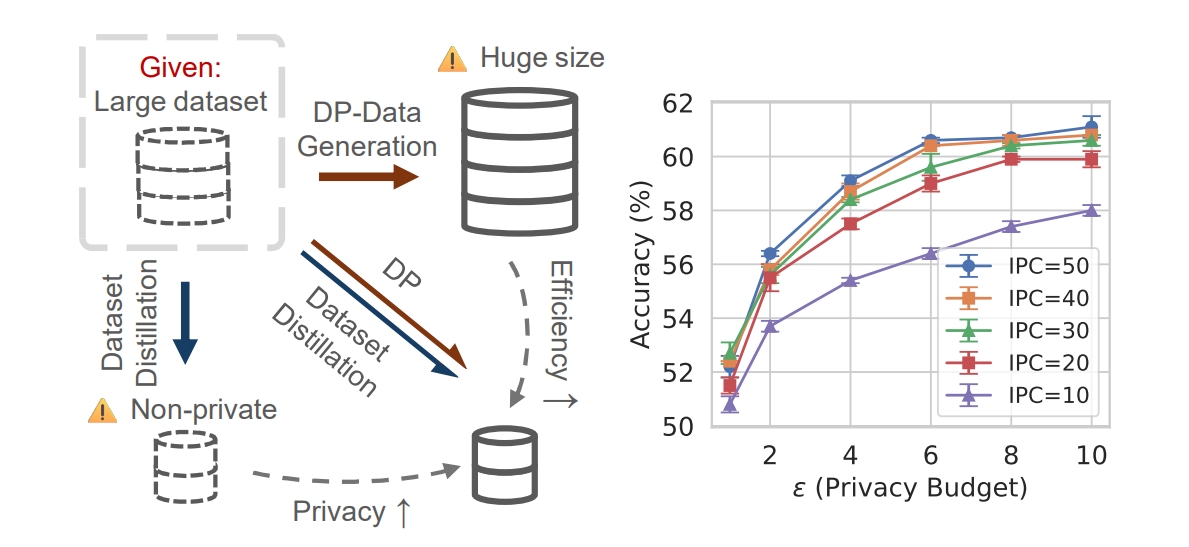 Given:
Large dataset
DP-Data
Generation
Huge size
Dataset
Distillation
DP
Dataset
Distillation
Efficiency ↑
Non-private
Privacy ↑
Accuracy (%)
62
60
58
56
54
52
50
2 4 6 8 10
ε (Privacy Budget)
IPC=50
IPC=40
IPC=30
IPC=20
IPC=10